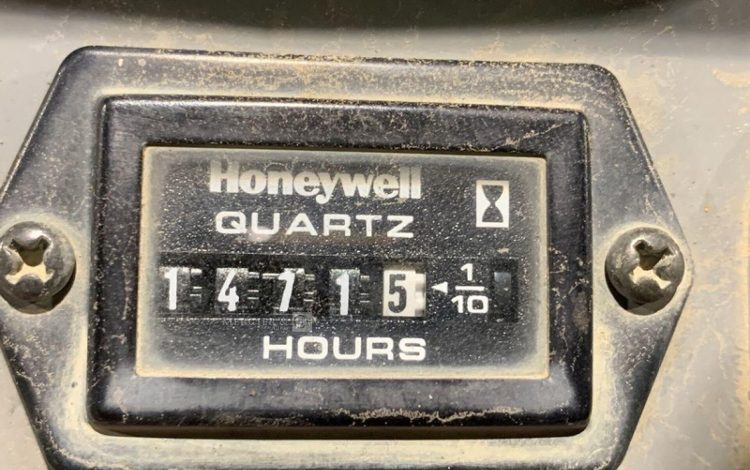 Honeywell
QUARTZ
1 4 7 1 5 ◄ 1/10
HOURS